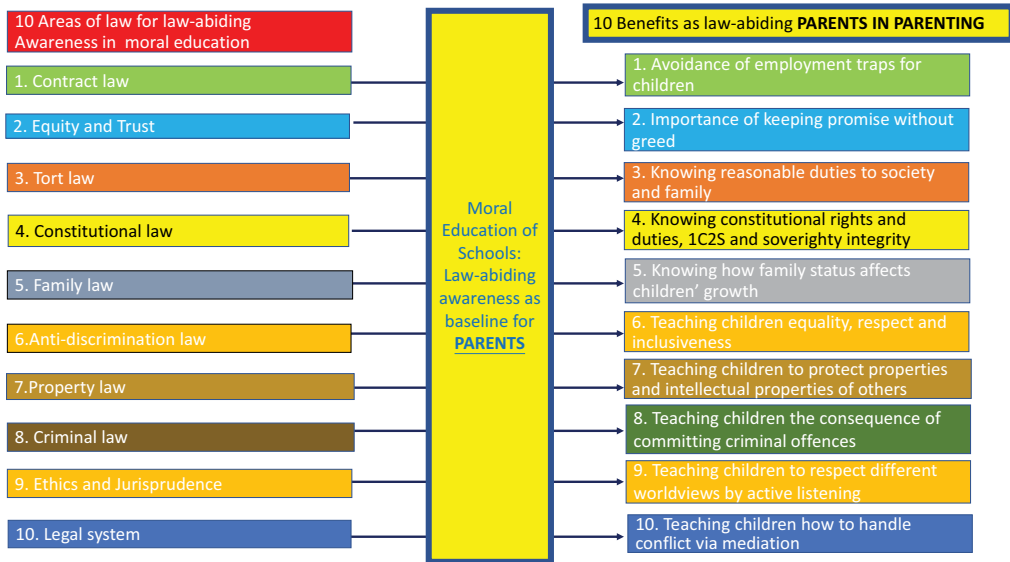 10 Areas of law for law-abiding
Awareness in  moral education
1. Contract law
2. Equity and Trust
3. Tort law
4. Constitutional law
5. Family law
6.Anti-discrimination law
7.Property law
8. Criminal law
9. Ethics and Jurisprudence
10. Legal system
Moral
Education of
Schools:
Law-abiding
awareness as
baseline for
PARENTS
10 Benefits as law-abiding PARENTS IN PARENTING
1. Avoidance of employment traps for
children
2. Importance of keeping promise without
greed
3. Knowing reasonable duties to society
and family
4. Knowing constitutional rights and
duties, 1C2S and soverighty integrity
5. Knowing how family status affects
children’ growth
6. Teaching children equality, respect and
inclusiveness
7. Teaching children to protect properties
and intellectual properties of others
8. Teaching children the consequence of
committing criminal offences
9. Teaching children to respect different
worldviews by active listening
10. Teaching children how to handle
conflict via mediation